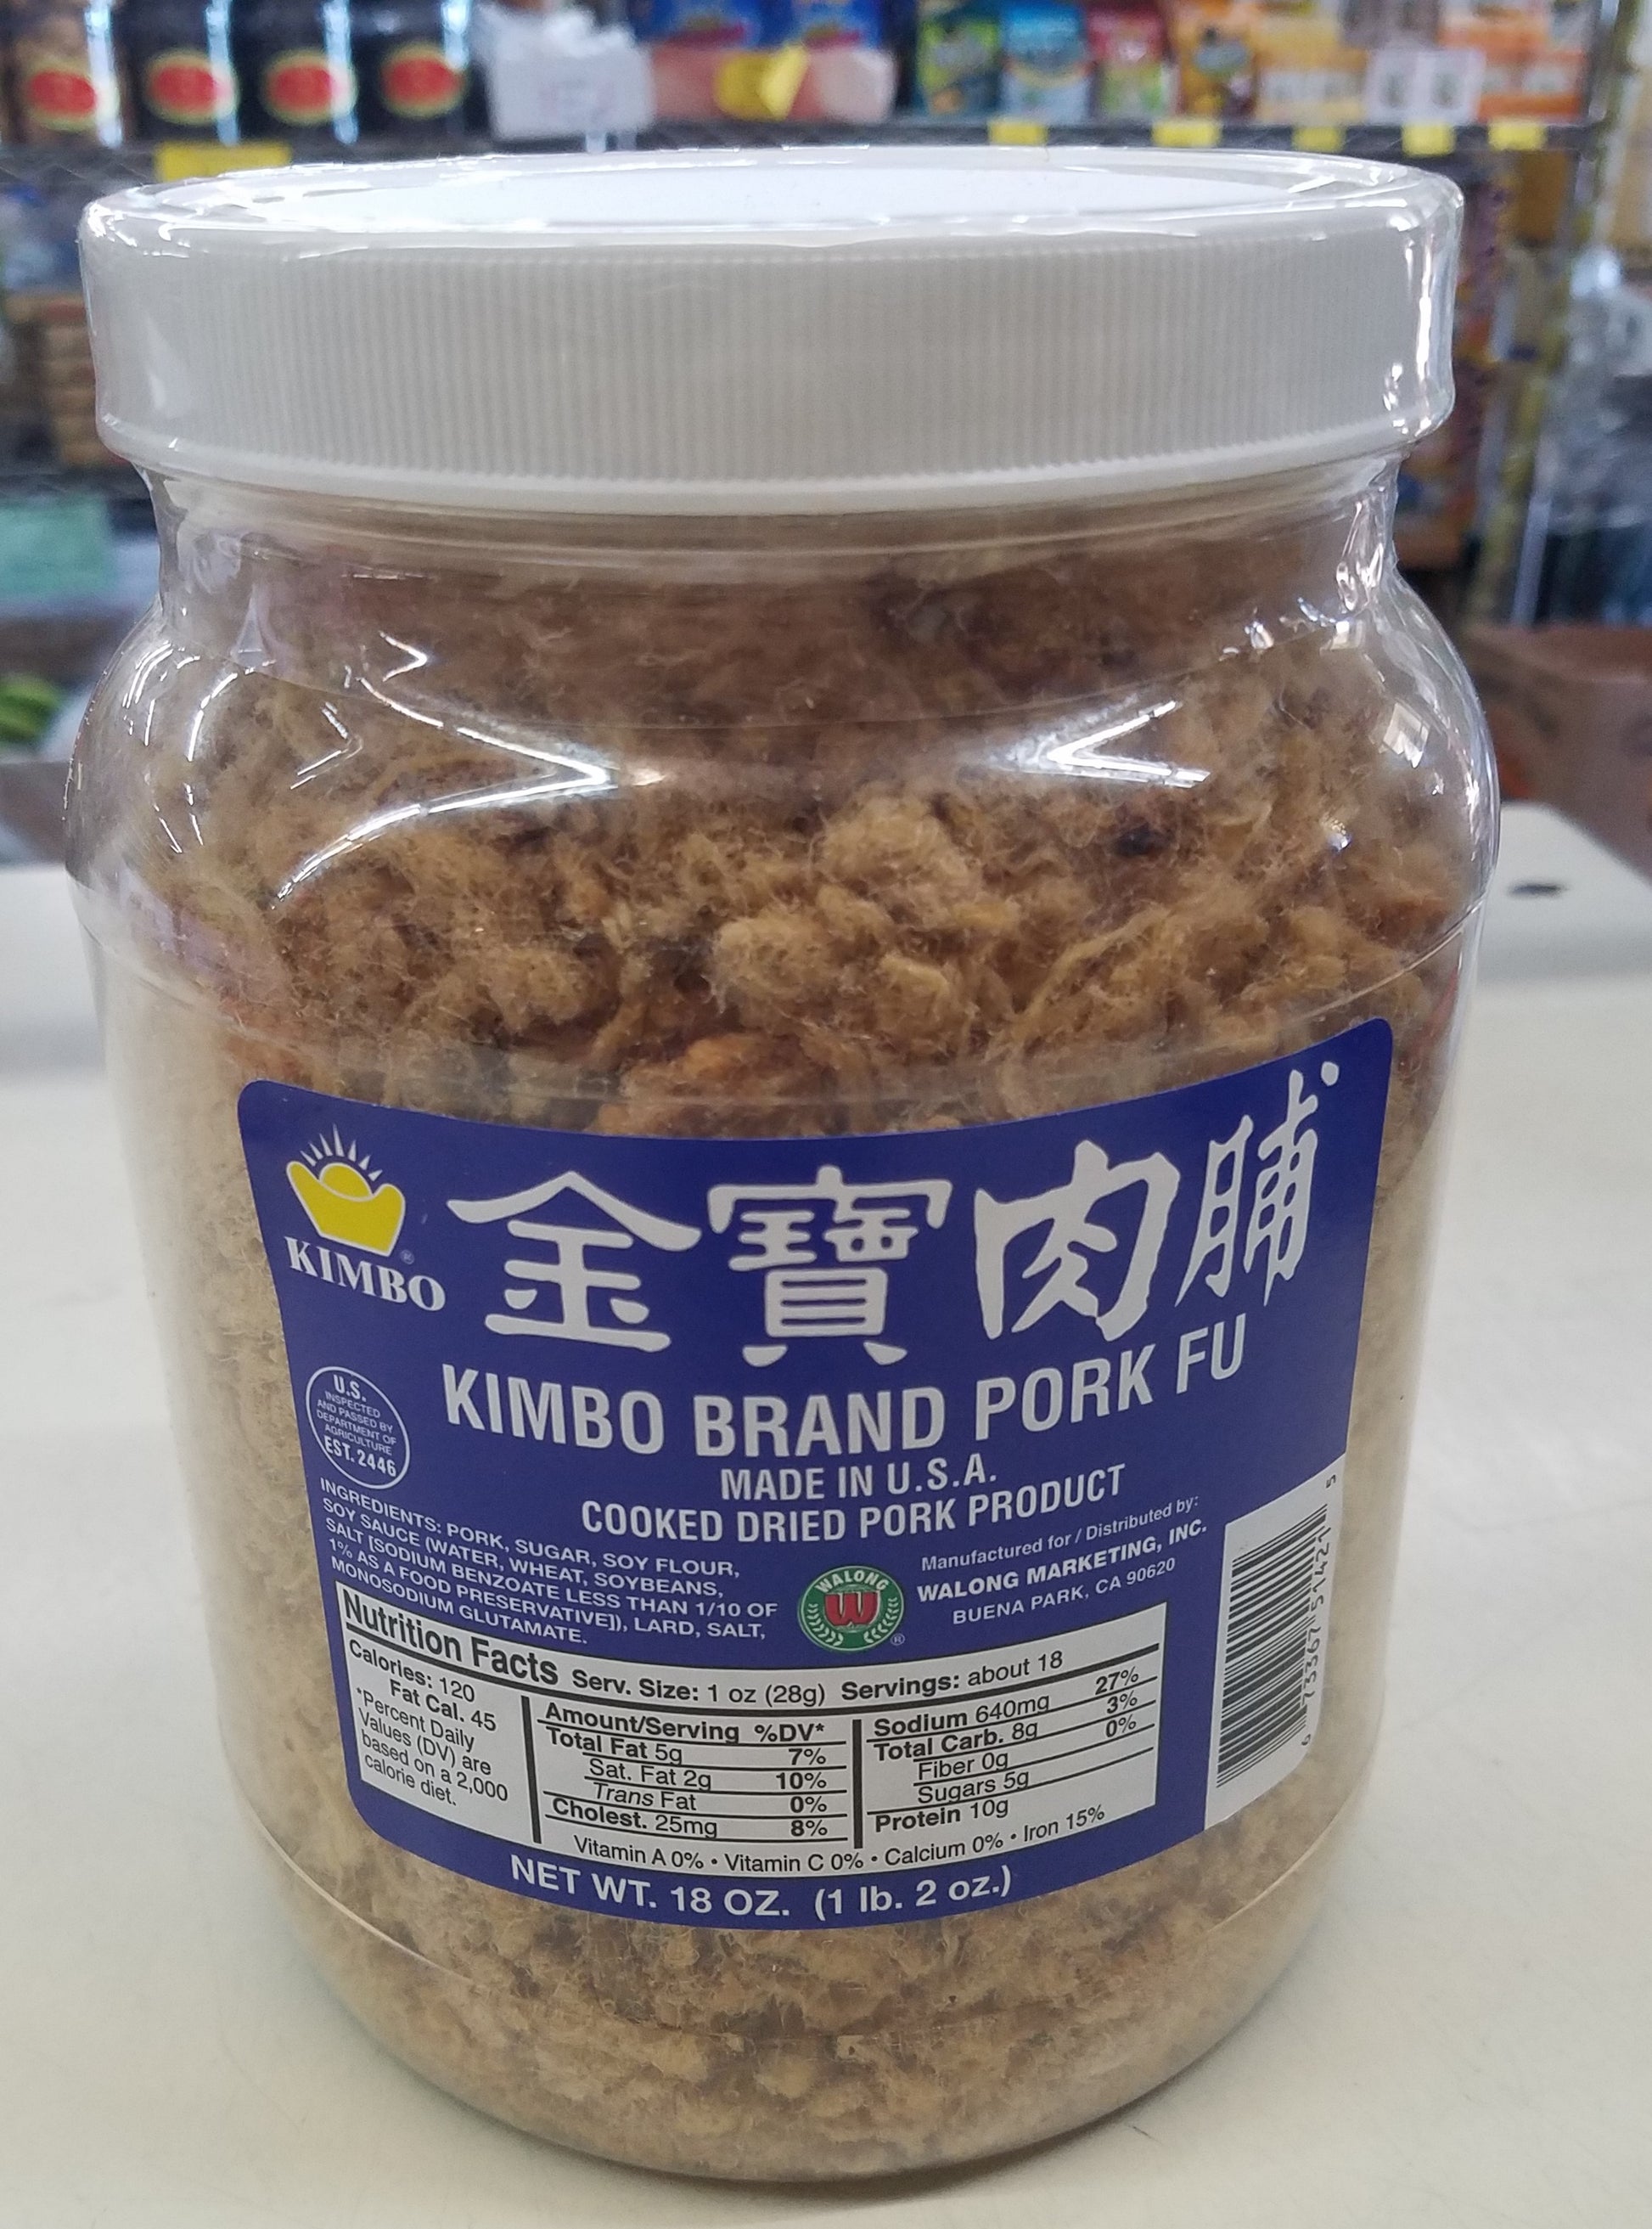 金寶肉脯
KIMBO®
KIMBO BRAND PORK FU
MADE IN U.S.A.
COOKED DRIED PORK PRODUCT
U.S.
INSPECTED
AND PASSED BY
DEPARTMENT OF
AGRICULTURE
EST. 2446
INGREDIENTS: PORK, SUGAR, SOY FLOUR,
SOY SAUCE (WATER, WHEAT, SOYBEANS,
SALT [SODIUM BENZOATE LESS THAN 1/10 OF
1% AS A FOOD PRESERVATIVE]), LARD, SALT,
MONOSODIUM GLUTAMATE.
WALONG
W
®
Manufactured for / Distributed by:
WALONG MARKETING, INC.
BUENA PARK, CA 90620
Nutrition Facts Serv. Size: 1 oz (28g) Servings: about 18
Calories: 120
Fat Cal. 45
*Percent Daily
Values (DV) are
based on a 2,000
calorie diet.
Amount/Serving %DV*
Total Fat 5g 7%
Sat. Fat 2g 10%
Trans Fat 0%
Cholest. 25mg 8%
Sodium 640mg 27%
Total Carb. 8g 3%
Fiber 0g 0%
Sugars 5g
Protein 10g
Vitamin A 0% • Vitamin C 0% • Calcium 0% • Iron 15%
NET WT. 18 OZ. (1 lb. 2 oz.)
0 73367 51421 5